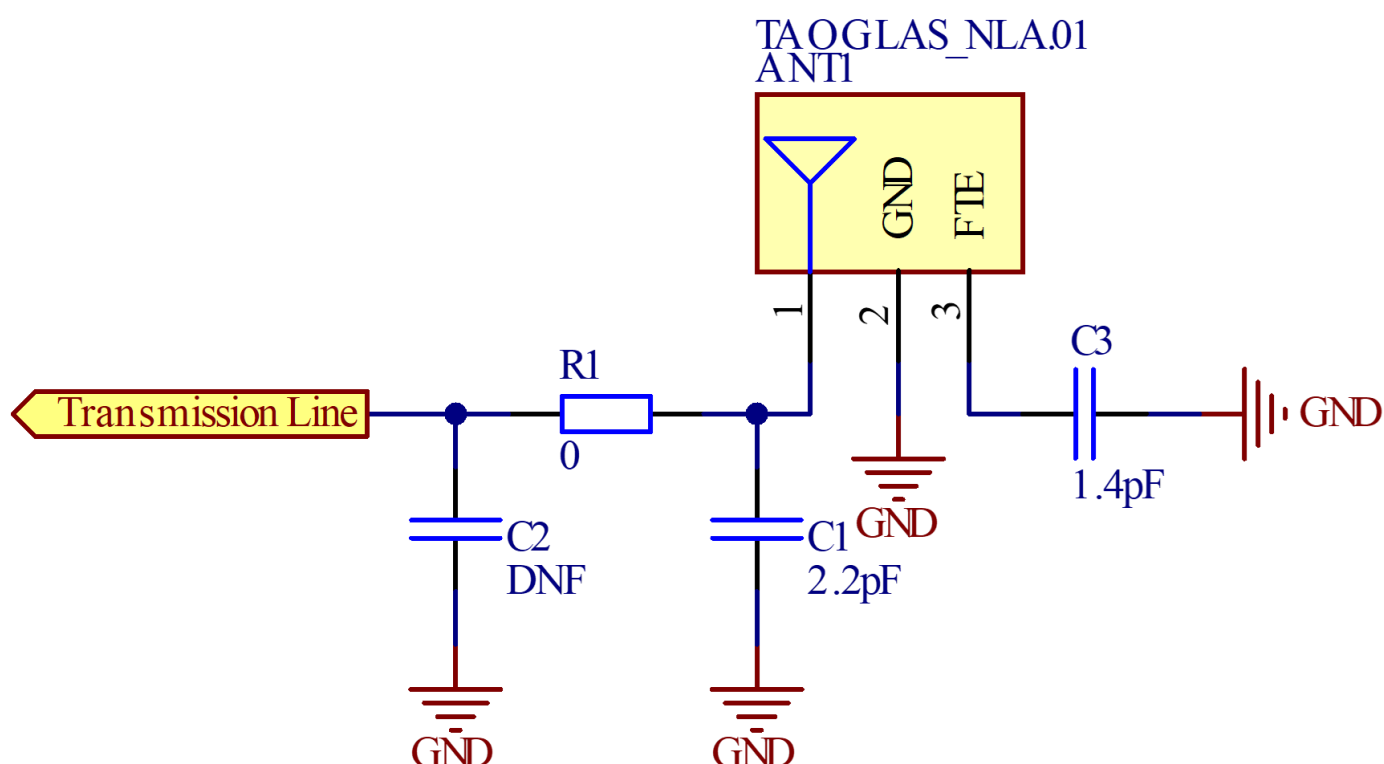 TAOGLAS_NLA.01
ANT1
GND
FTE
1
2
3
C3
1.4pF
GND
R1
0
Transmission Line
GND
C2
DNF
C1
2.2pF
GND
GND